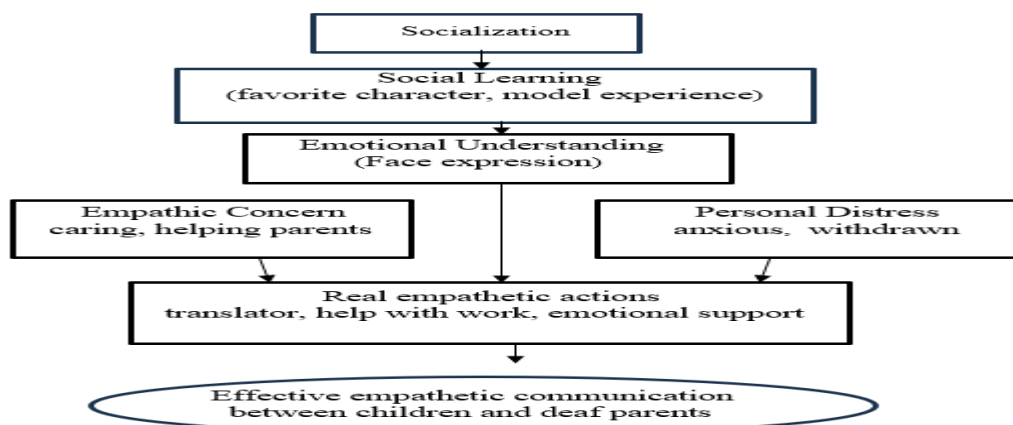 Socialization
Social Learning
(favorite character, model experience)
Emotional Understanding
(Face expression)
Empathic Concern
caring, helping parents
Personal Distress
anxious, withdrawn
Real empathetic actions
translator, help with work, emotional support
Effective empathetic communication
between children and deaf parents